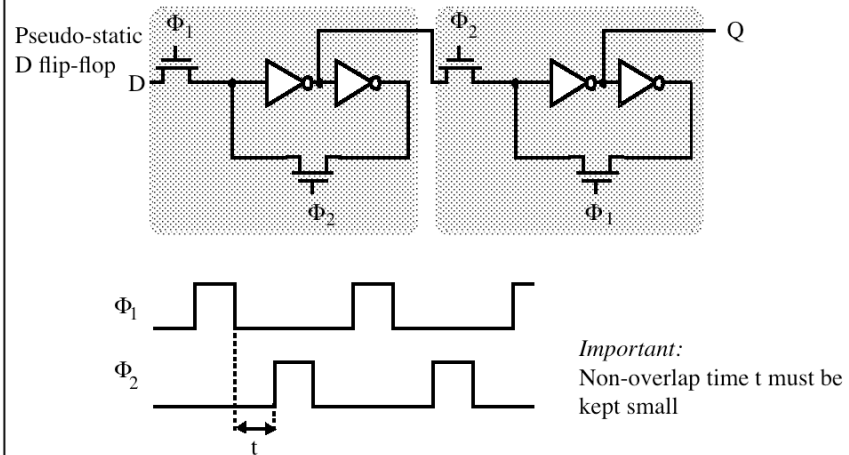 Pseudo-static
D flip-flop
Φ1
D
Φ2
Φ2
Q
Φ1
Φ1
Φ2
t
Important:
Non-overlap time t must be
kept small